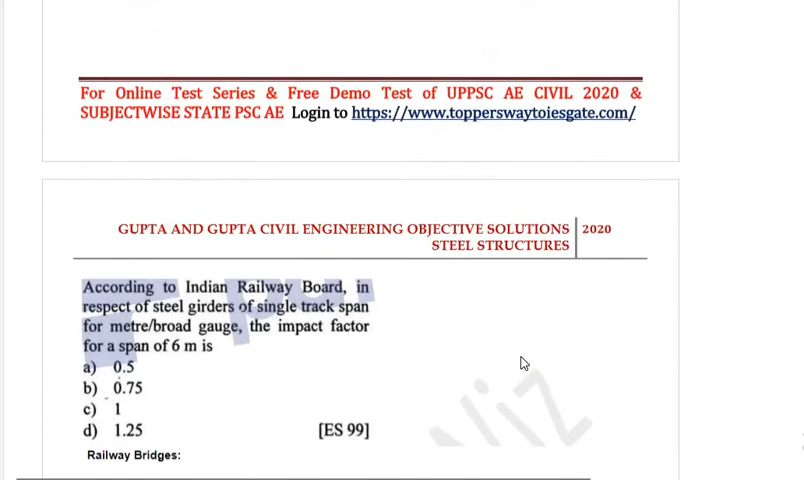 For Online Test Series & Free Demo Test of UPPSC AE CIVIL 2020 &
SUBJECTWISE STATE PSC AE Login to https://www.topperswaytoiesgate.com/
GUPTA AND GUPTA CIVIL ENGINEERING OBJECTIVE SOLUTIONS 2020
STEEL STRUCTURES
According to Indian Railway Board, in
respect of steel girders of single track span
for metre/broad gauge, the impact factor
for a span of 6 m is
a) 0.5
b) 0.75
c) 1
d) 1.25 [ES 99]
Railway Bridges: